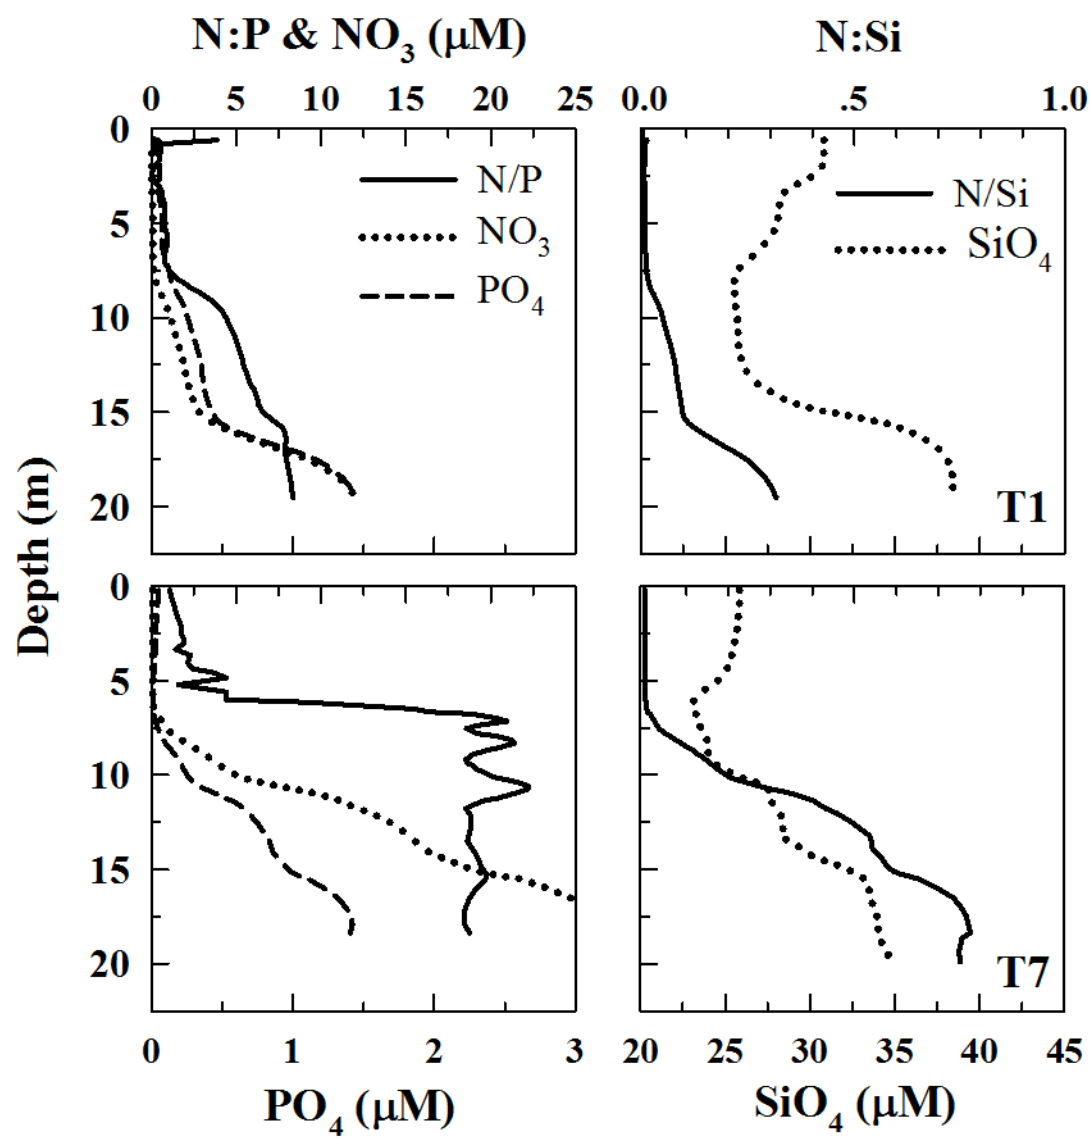 N:P & NO₃ (µM) N:Si
0 5 10 15 20 25 0.0 .5 1.0
0
5
10
15
20
N/P
NO₃
PO₄
N/Si
SiO₄
T1
Depth (m)
0
5
10
15
20
T7
0 1 2 3 20 25 30 35 40 45
PO₄ (µM) SiO₄ (µM)